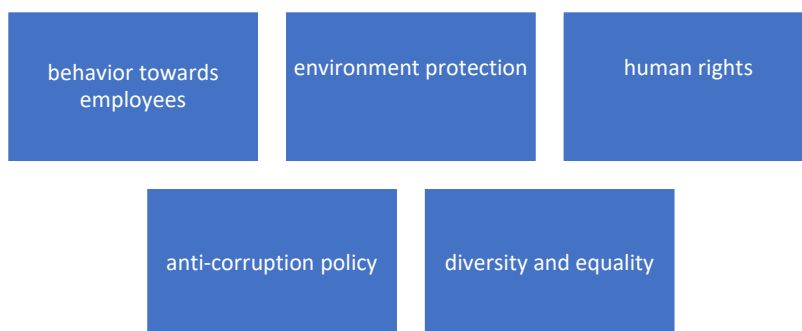 behavior towards
employees
environment protection
human rights
anti-corruption policy
diversity and equality